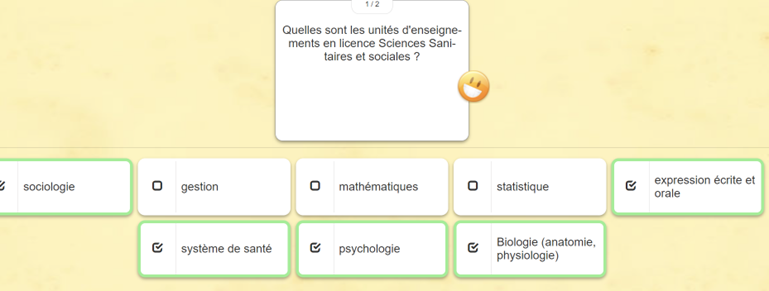 1 / 2
Quelles sont les unités d'enseigne-
ments en licence Sciences Sani-
taires et sociales ?
sociologie
gestion
mathématiques
statistique
expression écrite et
orale
système de santé
psychologie
Biologie (anatomie,
physiologie)